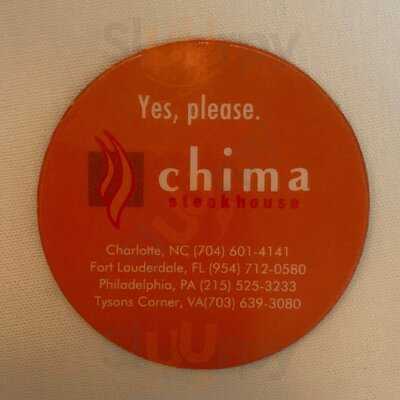 Yes, please.
chima
steakhouse
Charlotte, NC (704) 601-4141
Fort Lauderdale, FL (954) 712-0580
Philadelphia, PA (215) 525-3233
Tysons Corner, VA(703) 639-3080